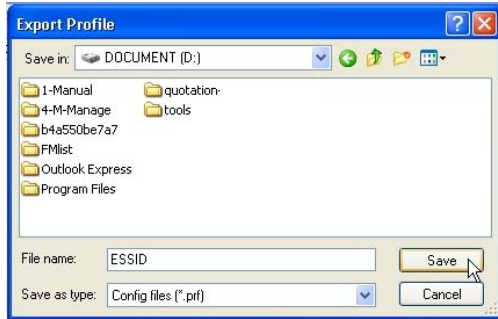 Export Profile
Save in: DOCUMENT (D:)
1-Manual
4-M-Manage
b4a550be7a7
FMlist
Outlook Express
Program Files
quotation-
tools
File name: ESSID Save
Save as type: Config files (*.prf) Cancel